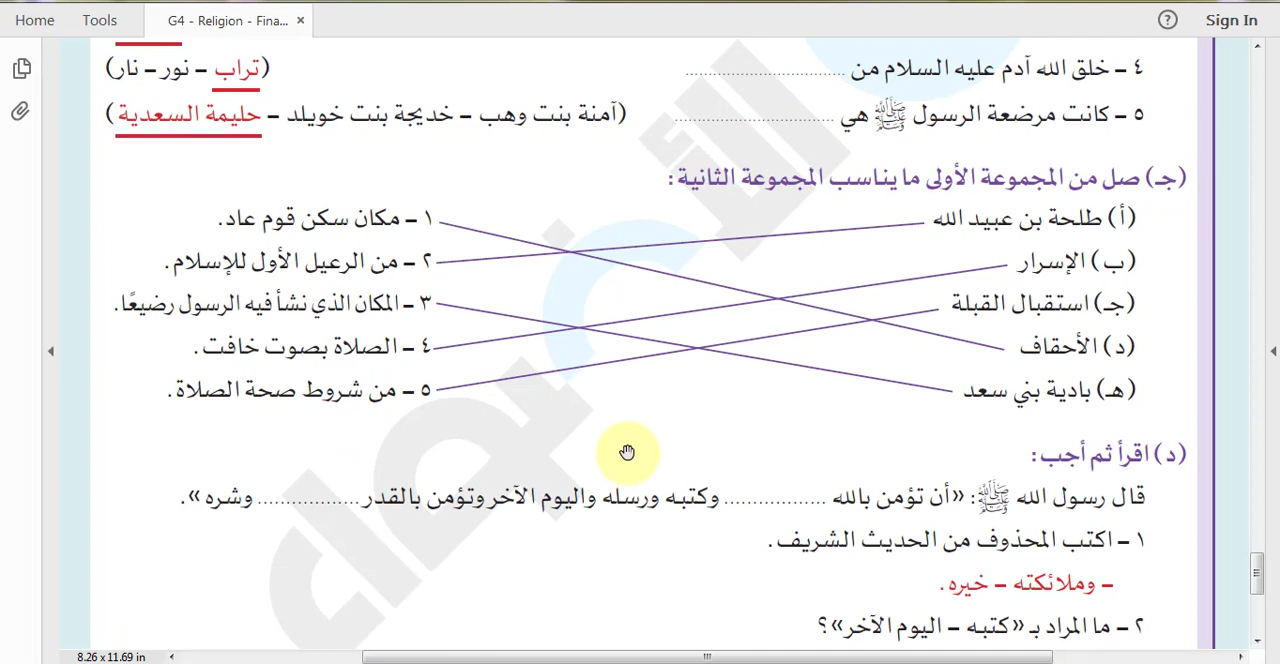 Home Tools G4 - Religion - Fina... × ? Sign In
٤ - خلق الله آدم عليه السلام من .............................. (تراب - نور - نار)
٥ - كانت مرضعة الرسول ﷺ هي .............................. (آمنة بنت وهب - خديجة بنت خويلد - حليمة السعدية)
(جـ) صل من المجموعة الأولى ما يناسب المجموعة الثانية:
(أ) طلحة بن عبيد الله ١ - مكان سكن قوم عاد.
(ب) الإسرار ٢ - من الرعيل الأول للإسلام.
(جـ) استقبال القبلة ٣ - المكان الذي نشأ فيه الرسول رضيعًا.
(د) الأحقاف ٤ - الصلاة بصوت خافت.
(هـ) بادية بني سعد ٥ - من شروط صحة الصلاة.
(د) اقرأ ثم أجب:
قال رسول الله ﷺ: «أن تؤمن بالله ................. وكتبه ورسله واليوم الآخر وتؤمن بالقدر ................. وشره».
١ - اكتب المحذوف من الحديث الشريف.
- وملائكته - خيره.
٢ - ما المراد بـ «كتبه - اليوم الآخر»؟
8.26 x 11.69 in